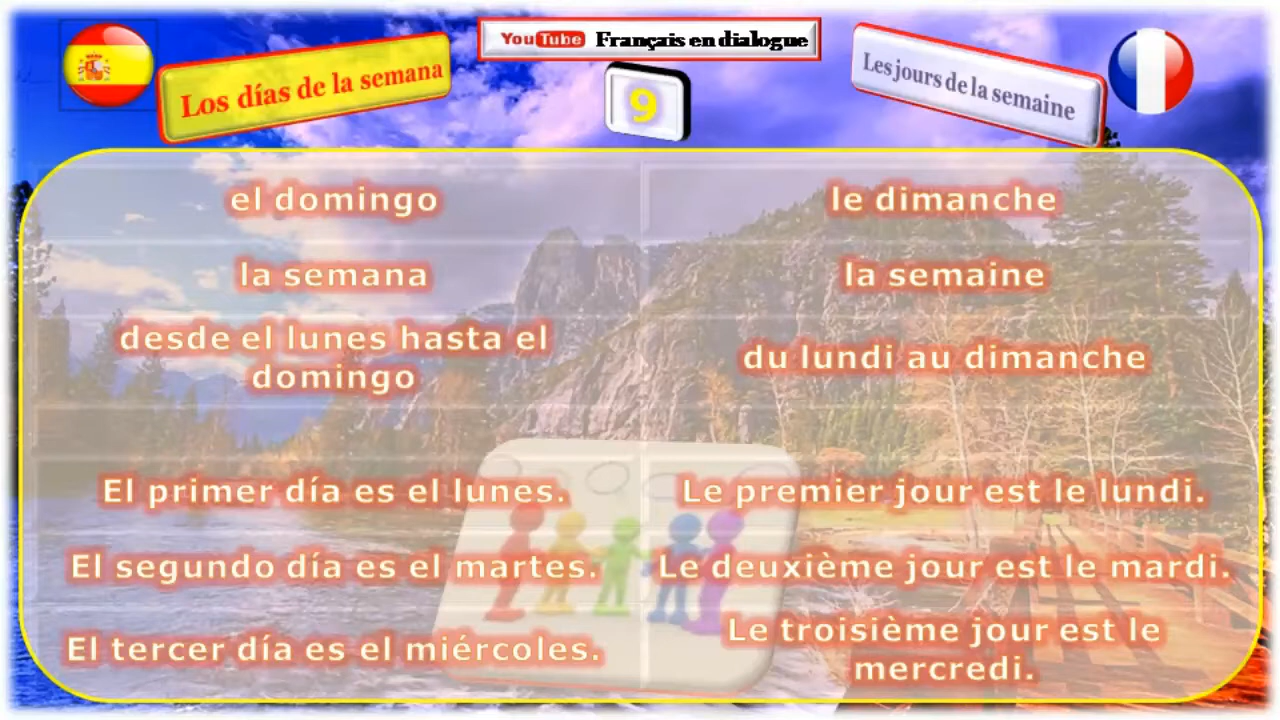 YouTube Français en dialogue
Los días de la semana
9
Les jours de la semaine
el domingo
le dimanche
la semana
la semaine
desde el lunes hasta el
domingo
du lundi au dimanche
El primer día es el lunes.
Le premier jour est le lundi.
El segundo día es el martes.
Le deuxième jour est le mardi.
El tercer día es el miércoles.
Le troisième jour est le
mercredi.